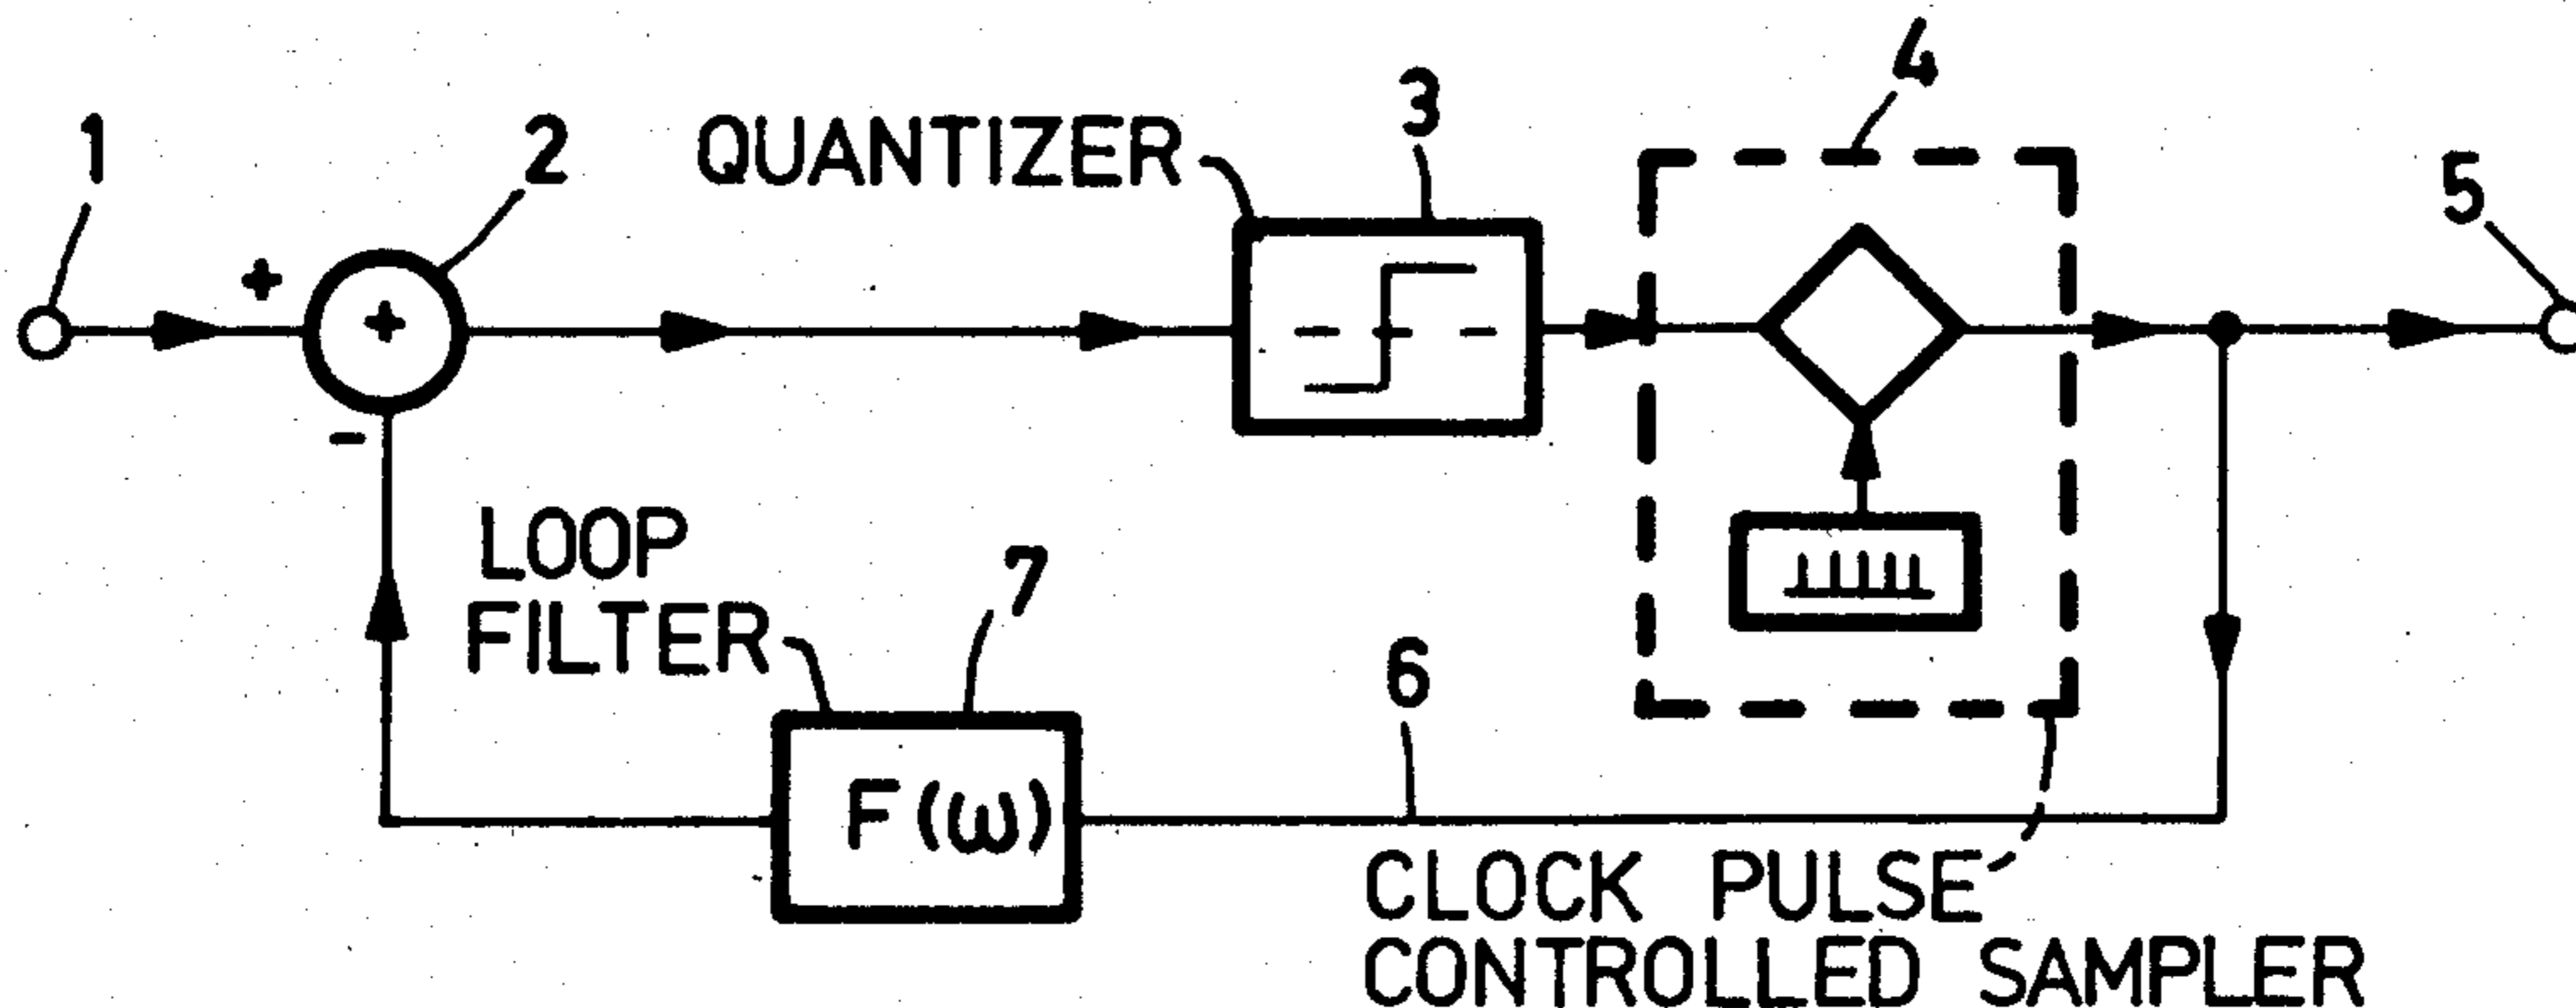 1
2
QUANTIZER
3
4
5
+
+
-
LOOP
FILTER
7
6
F(ω)
CLOCK PULSE
CONTROLLED SAMPLER